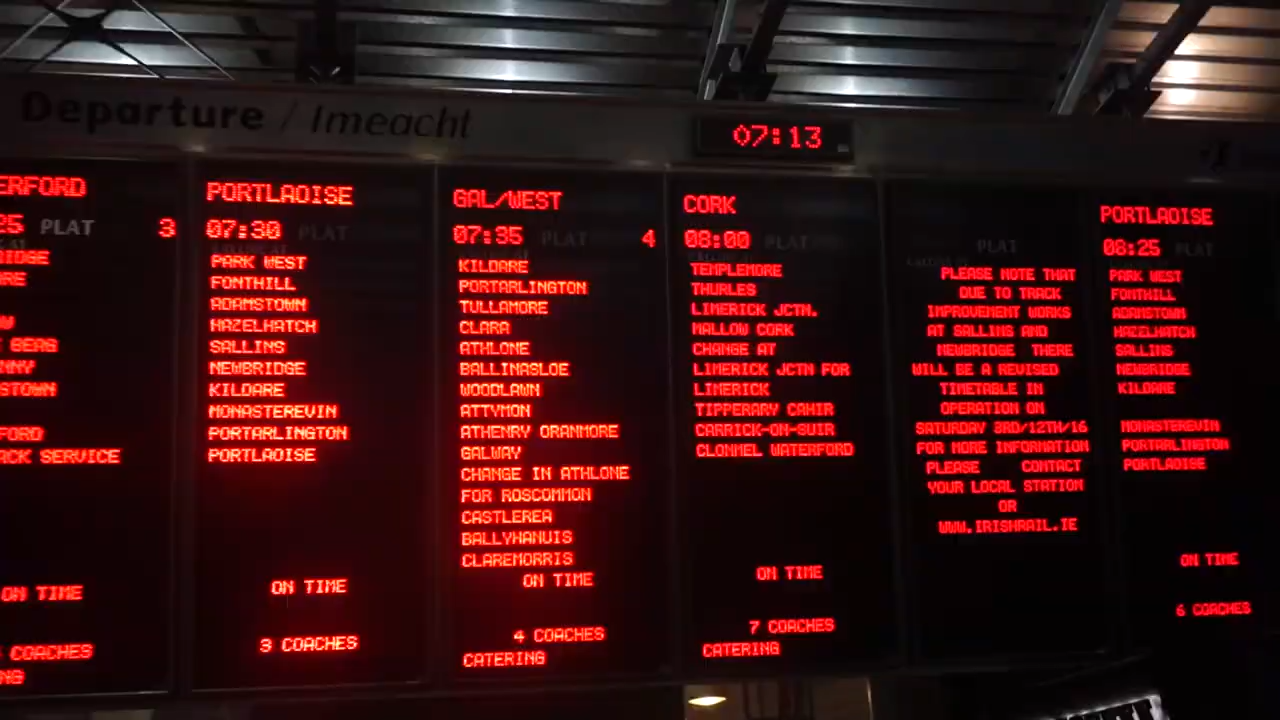 Departure / Imeacht
07:13
ERFORD
25 PLAT 3
IDGE
RE
W
BEAG
NNY
STOWN
FORD
ACK SERVICE
ON TIME
COACHES
NG
PORTLAOISE
07:30 PLAT
PARK WEST
FONTHILL
ADAMSTOWN
HAZELHATCH
SALLINS
NEWBRIDGE
KILDARE
MONASTEREVIN
PORTARLINGTON
PORTLAOISE
ON TIME
3 COACHES
GAL/WEST
07:35 PLAT 4
KILDARE
PORTARLINGTON
TULLAMORE
CLARA
ATHLONE
BALLINASLOE
WOODLAWN
ATTYMON
ATHENRY ORANMORE
GALWAY
CHANGE IN ATHLONE
FOR ROSCOMMON
CASTLEREA
BALLYHANUIS
CLAREMORRIS
ON TIME
4 COACHES
CATERING
CORK
08:00 PLAT
TEMPLEMORE
THURLES
LIMERICK JCTN.
MALLOW CORK
CHANGE AT
LIMERICK JCTN FOR
LIMERICK
TIPPERARY CAHIR
CARRICK-ON-SUIR
CLONMEL WATERFORD
ON TIME
7 COACHES
CATERING
PLAT
PLEASE NOTE THAT
DUE TO TRACK
IMPROVEMENT WORKS
AT SALLINS AND
NEWBRIDGE THERE
WILL BE A REVISED
TIMETABLE IN
OPERATION ON
SATURDAY 3RD/12TH/16
FOR MORE INFORMATION
PLEASE CONTACT
YOUR LOCAL STATION
OR
WWW.IRISHRAIL.IE
PORTLAOISE
08:25 PLAT
PARK WEST
FONTHILL
ADAMSTOWN
HAZELHATCH
SALLINS
NEWBRIDGE
KILDARE
MONASTEREVIN
PORTARLINGTON
PORTLAOISE
ON TIME
6 COACHES